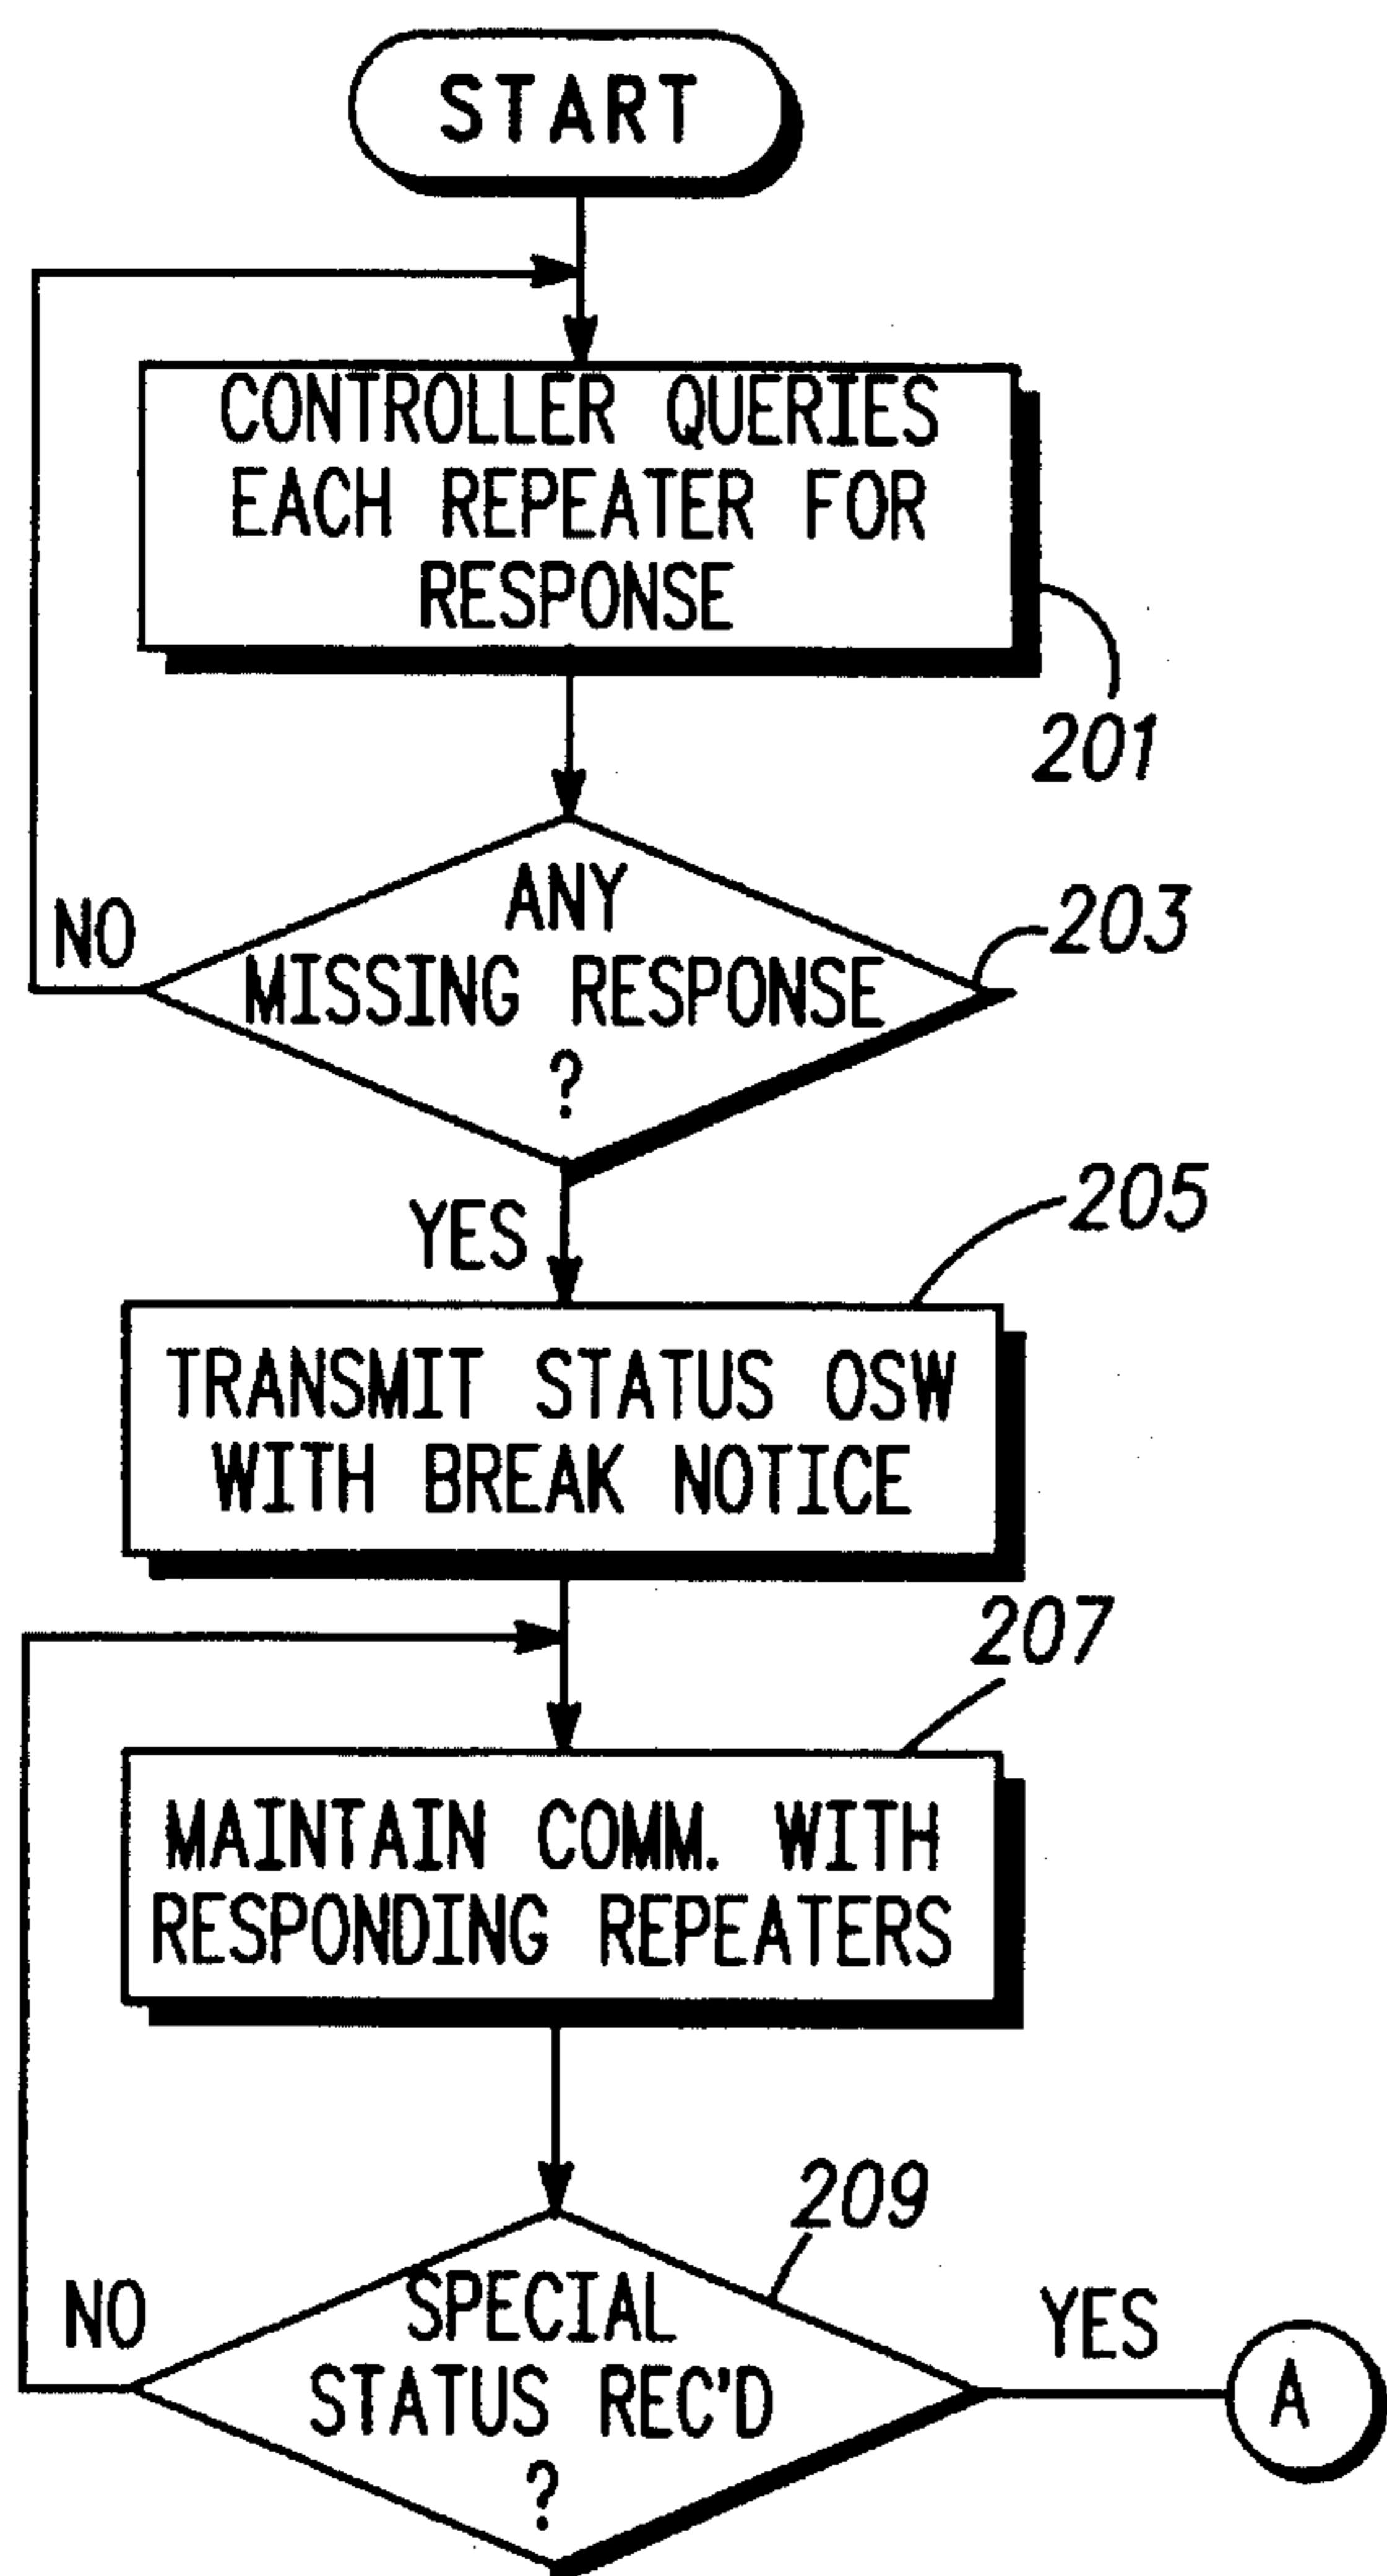 START
CONTROLLER QUERIES
EACH REPEATER FOR
RESPONSE
201
ANY
MISSING RESPONSE
?
203
NO
YES
205
TRANSMIT STATUS OSW
WITH BREAK NOTICE
207
MAINTAIN COMM. WITH
RESPONDING REPEATERS
209
SPECIAL
STATUS REC'D
?
NO
YES
A